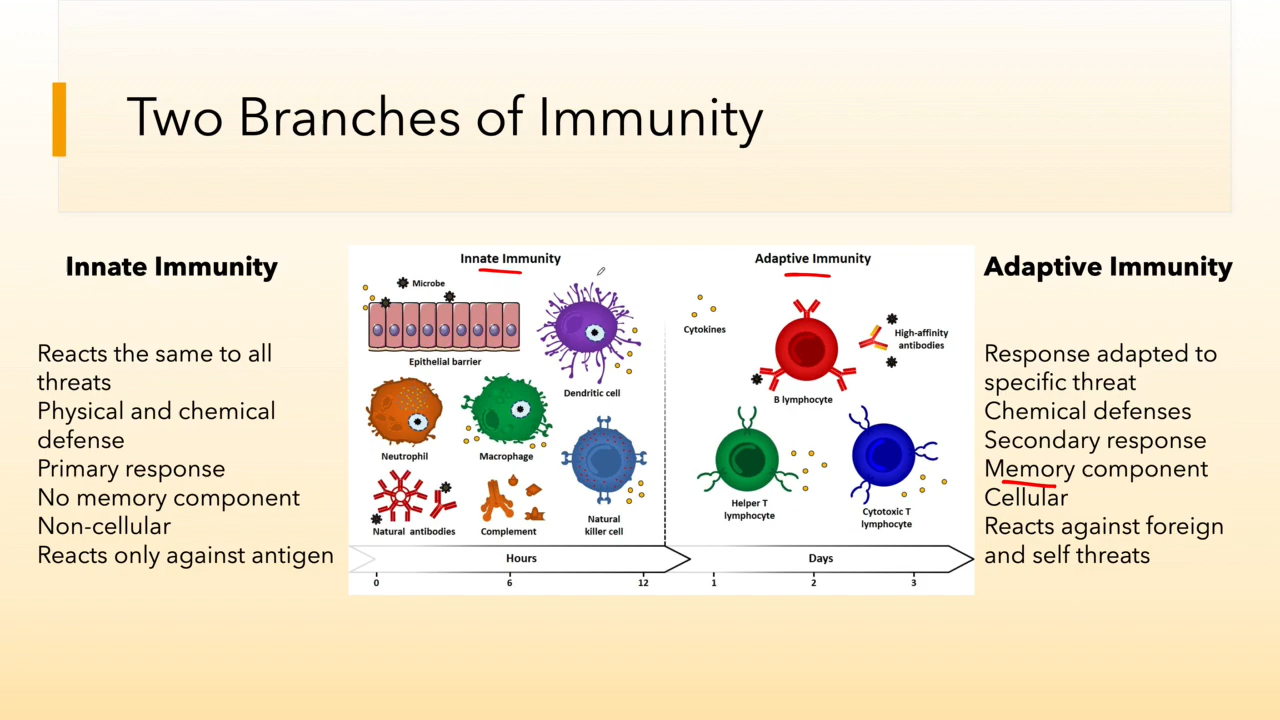 Two Branches of Immunity
Innate Immunity
Reacts the same to all
threats
Physical and chemical
defense
Primary response
No memory component
Non-cellular
Reacts only against antigen
Innate Immunity
Microbe
Epithelial barrier
Dendritic cell
Neutrophil
Macrophage
Natural antibodies
Complement
Natural
killer cell
Hours
0 6 12
Adaptive Immunity
Cytokines
High-affinity
antibodies
B lymphocyte
Helper T
lymphocyte
Cytotoxic T
lymphocyte
Days
1 2 3
Adaptive Immunity
Response adapted to
specific threat
Chemical defenses
Secondary response
Memory component
Cellular
Reacts against foreign
and self threats